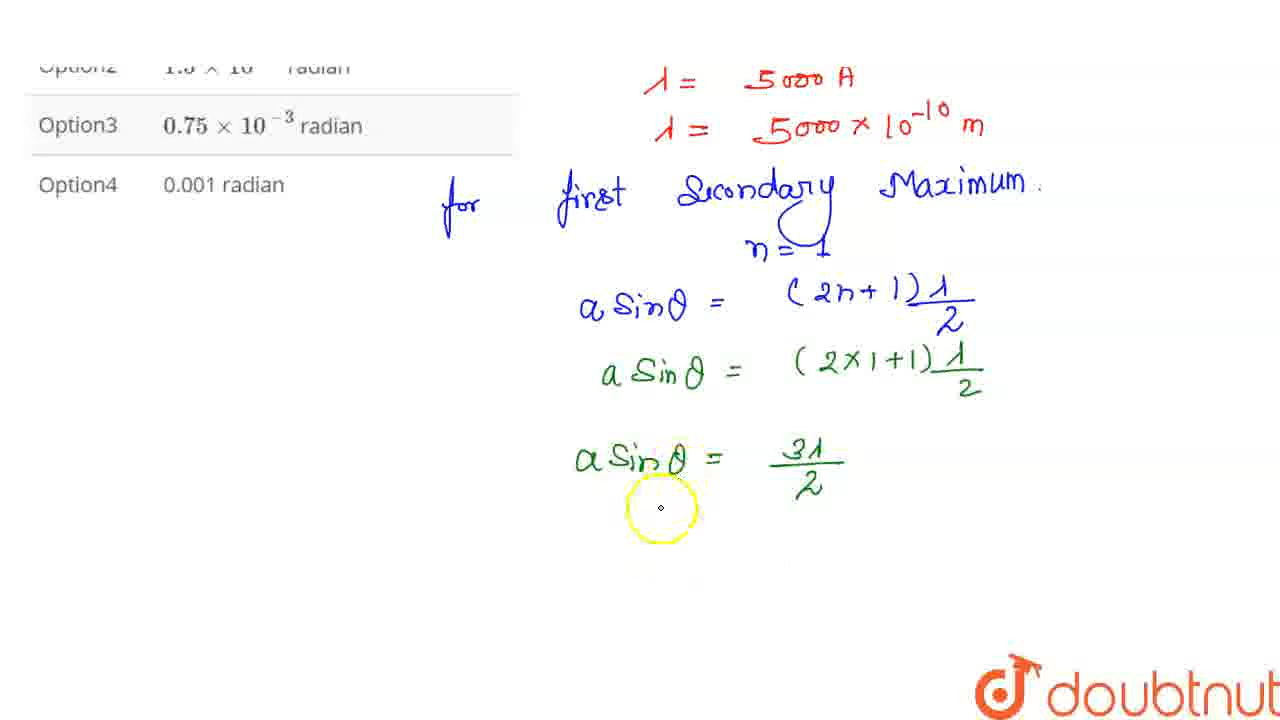 λ = 5000 A
Option3 0.75 × 10⁻³ radian
λ = 5000 × 10⁻¹⁰ m
Option4 0.001 radian
for first Secondary Maximum.
n = 1
a Sinθ = (2n + 1) λ/2
a Sinθ = (2 × 1 + 1) λ/2
a Sinθ = 3λ/2
doubtnut